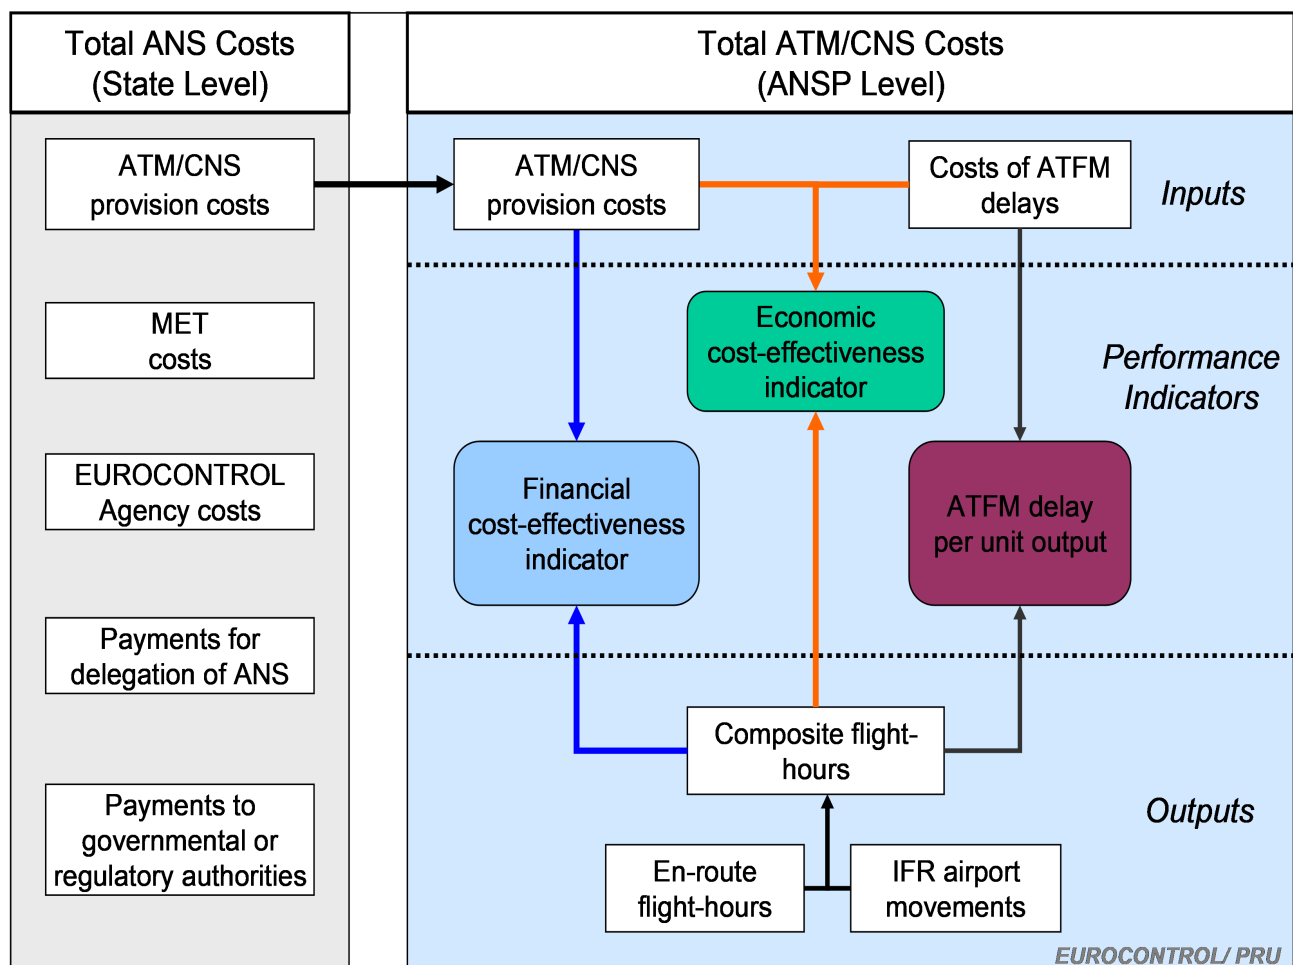 Total ANS Costs
(State Level)
Total ATM/CNS Costs
(ANSP Level)
ATM/CNS
provision costs
MET
costs
EUROCONTROL
Agency costs
Payments for
delegation of ANS
Payments to
governmental or
regulatory authorities
ATM/CNS
provision costs
Costs of ATFM
delays
Inputs
Economic
cost-effectiveness
indicator
Performance
Indicators
Financial
cost-effectiveness
indicator
ATFM delay
per unit output
Composite flight-
hours
Outputs
En-route
flight-hours
IFR airport
movements
EUROCONTROL/ PRU